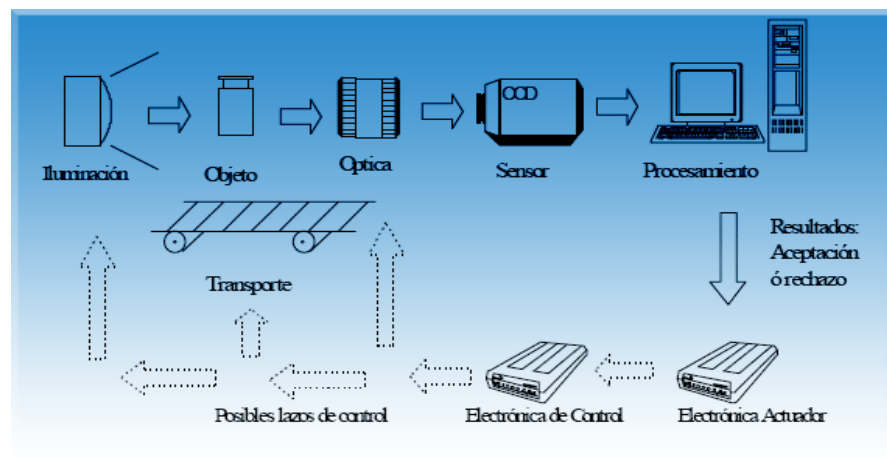 CCD
Iluminación
Objeto
Optica
Sensor
Procesamiento
Resultados:
Aceptación
ó rechazo
Transporte
Posibles lazos de control
Electrónica de Control
Electrónica Actuador